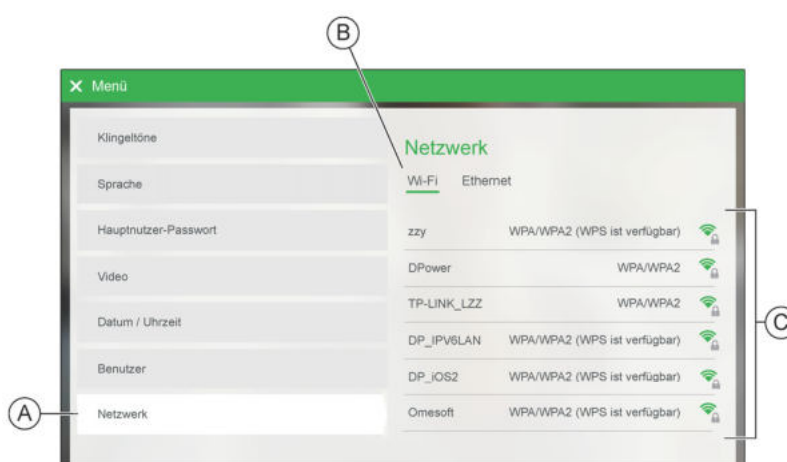 B
X Menü
Klingeltöne
Sprache
Hauptnutzer-Passwort
Video
Datum / Uhrzeit
Benutzer
A
Netzwerk
Netzwerk
Wi-Fi Ethernet
zzy WPA/WPA2 (WPS ist verfügbar)
DPower WPA/WPA2
TP-LINK_LZZ WPA/WPA2
DP_IPV6LAN WPA/WPA2 (WPS ist verfügbar)
DP_iOS2 WPA/WPA2 (WPS ist verfügbar)
Omesoft WPA/WPA2 (WPS ist verfügbar)
C